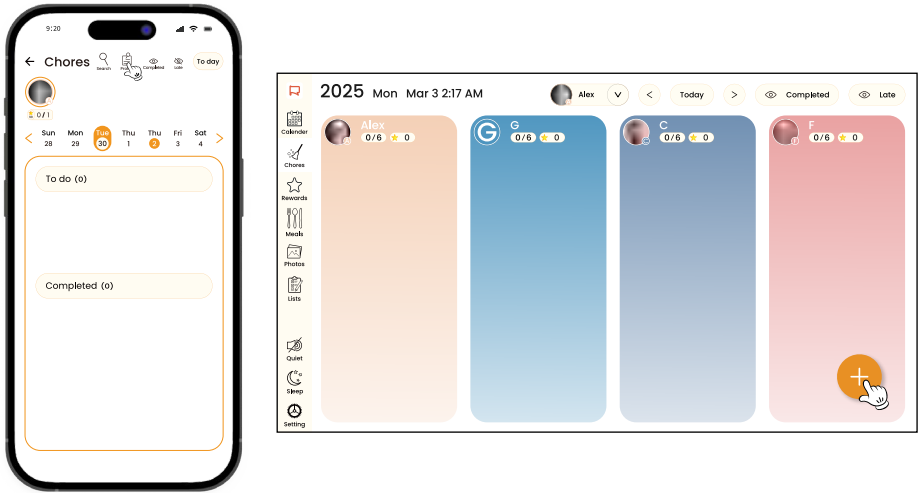 9:20
Chores
Search
Completed
Late
To day
0/1
Sun Mon Tue Thu Thu Fri Sat
28 29 30 1 2 3 4
To do (0)
Completed (0)
2025 Mon Mar 3 2:17 AM
Alex
V
<
Today
>
Completed
Late
Calender
Chores
Rewards
Meals
Photos
Lists
Quiet
Sleep
Setting
Alex
0/6 0
G
G
0/6 0
C
0/6 0
F
0/6 0